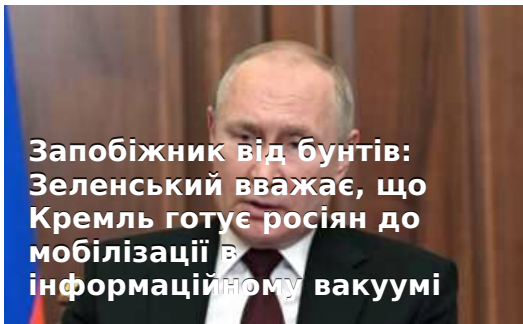 Запобіжник від бунтів:
Зеленський вважає, що
Кремль готує росіян до
мобілізації в
інформаційному вакуумі